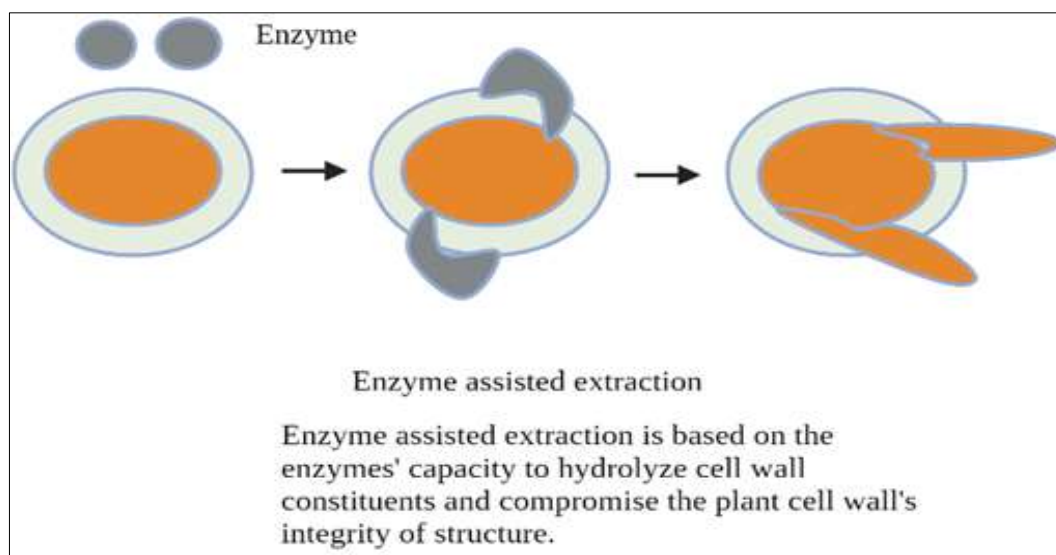 Enzyme
Enzyme assisted extraction
Enzyme assisted extraction is based on the
enzymes' capacity to hydrolyze cell wall
constituents and compromise the plant cell wall's
integrity of structure.